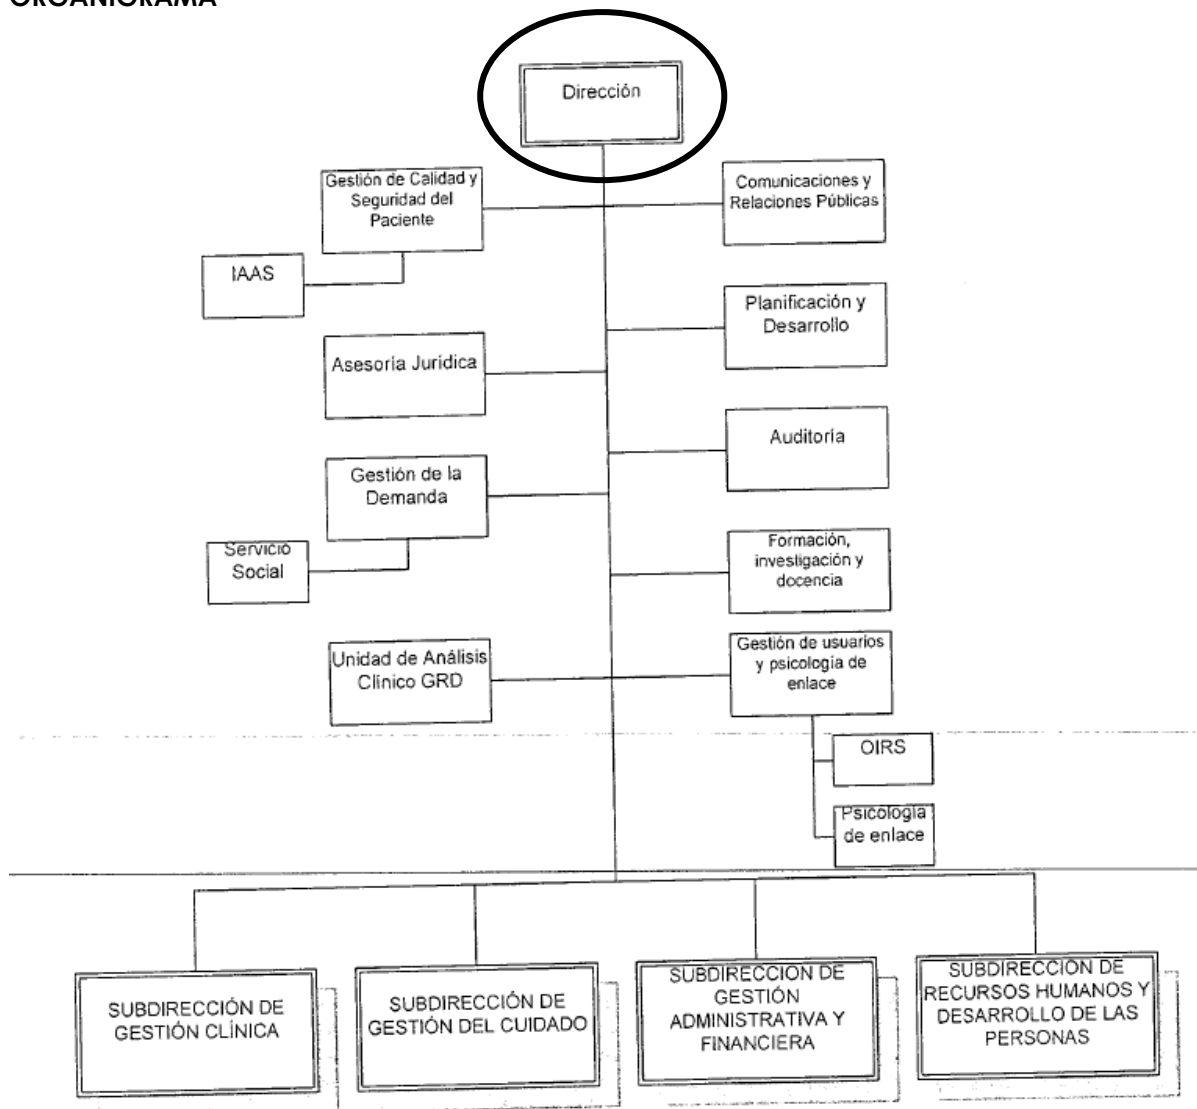 ORGANIGRAMA
Dirección
Gestión de Calidad y
Seguridad del
Paciente
Comunicaciones y
Relaciones Públicas
IAAS
Planificación y
Desarrollo
Asesoría Juridica
Auditoría
Gestión de la
Demanda
Servicio
Social
Formación,
investigación y
docencia
Unidad de Análisis
Clínico GRD
Gestión de usuarios
y psicología de
enlace
OIRS
Psicología
de enlace
SUBDIRECCIÓN DE
GESTIÓN CLÍNICA
SUBDIRECCIÓN DE
GESTIÓN DEL CUIDADO
SUBDIRECCION DE
GESTIÓN
ADMINISTRATIVA Y
FINANCIERA
SUBDIRECCIÓN DE
RECURSOS HUMANOS Y
DESARROLLO DE LAS
PERSONAS